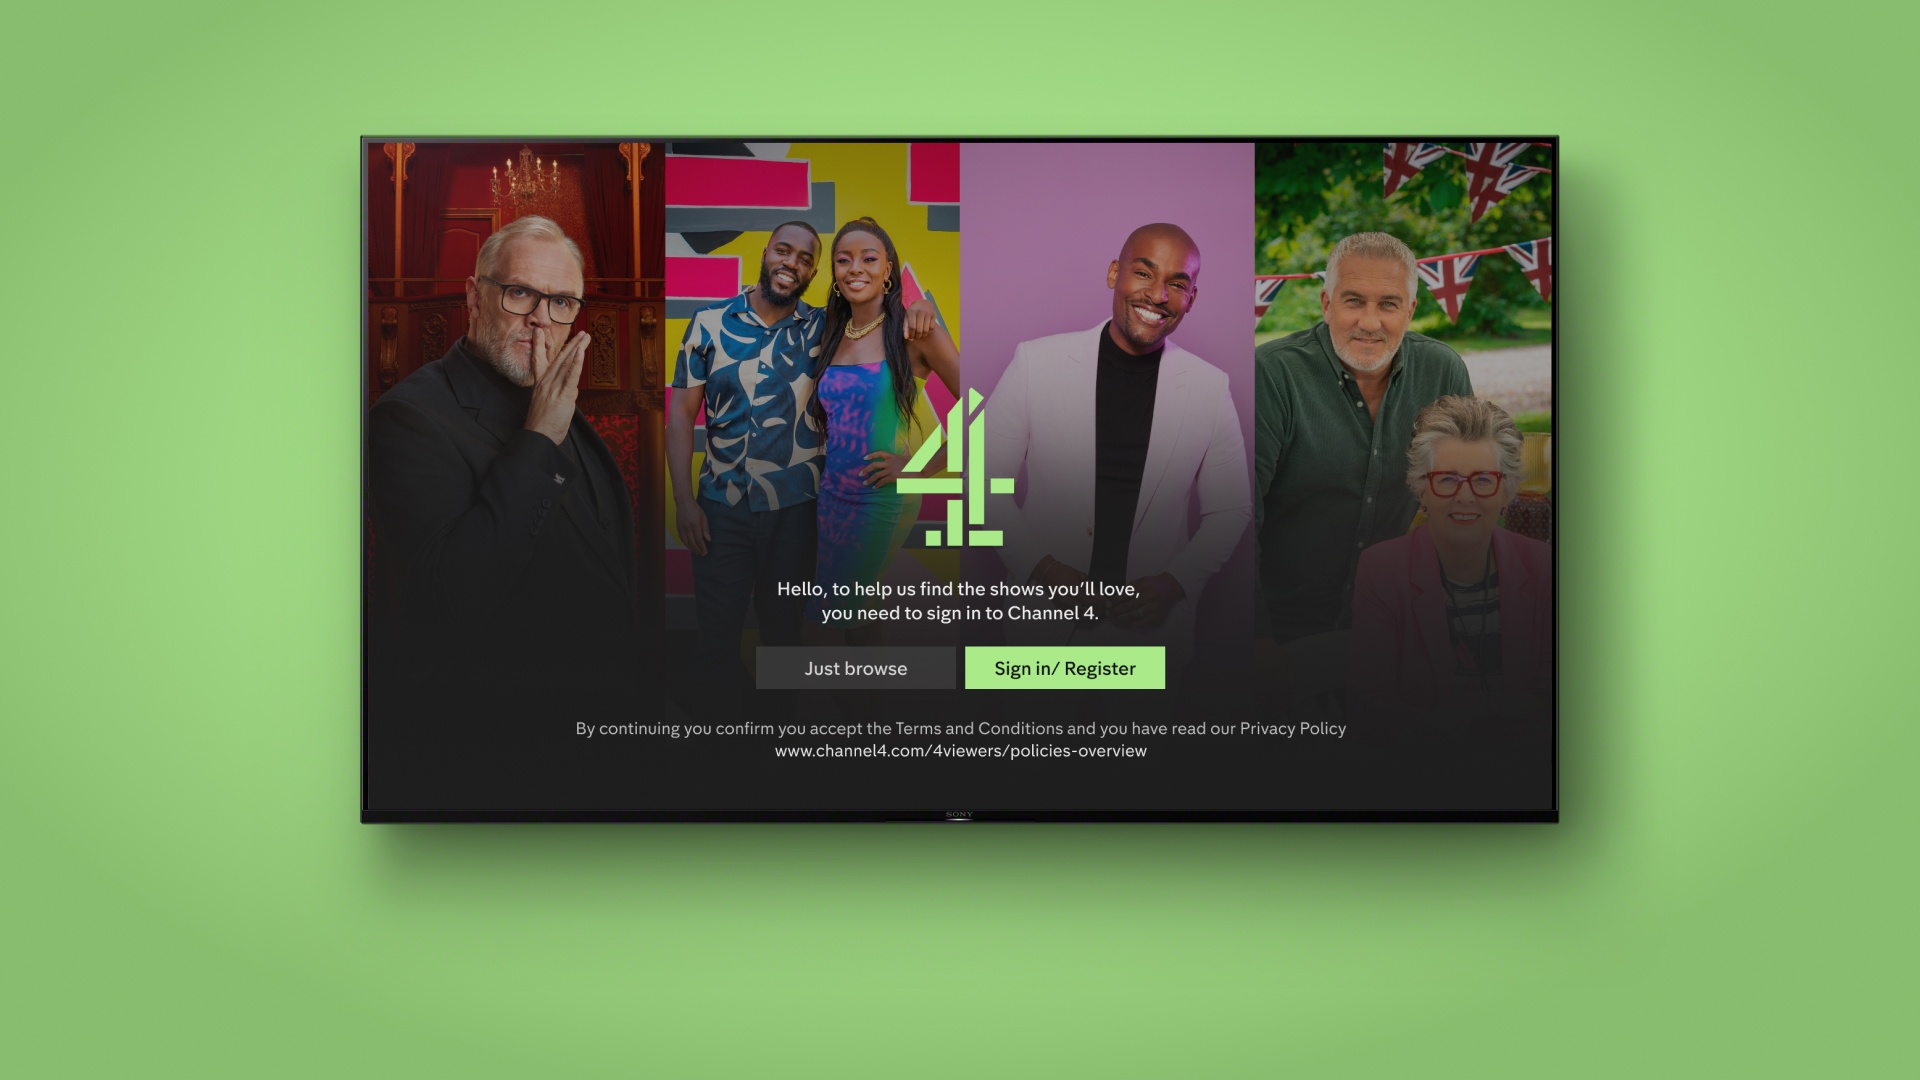 4
Hello, to help us find the shows you'll love,
you need to sign in to Channel 4.
Just browse
Sign in/ Register
By continuing you confirm you accept the Terms and Conditions and you have read our Privacy Policy
www.channel4.com/4viewers/policies-overview
SONY